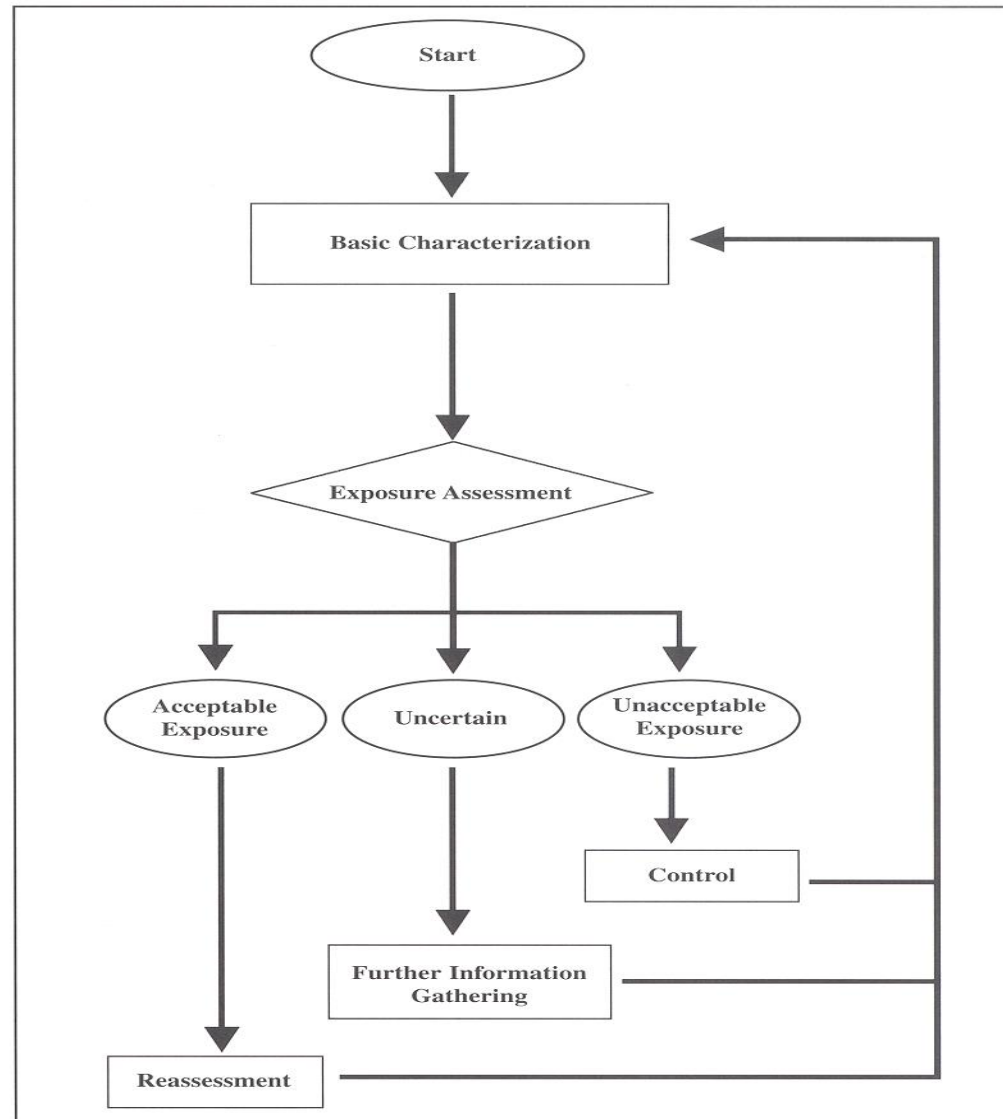 Start
Basic Characterization
Exposure Assessment
Acceptable
Exposure
Uncertain
Unacceptable
Exposure
Control
Further Information
Gathering
Reassessment